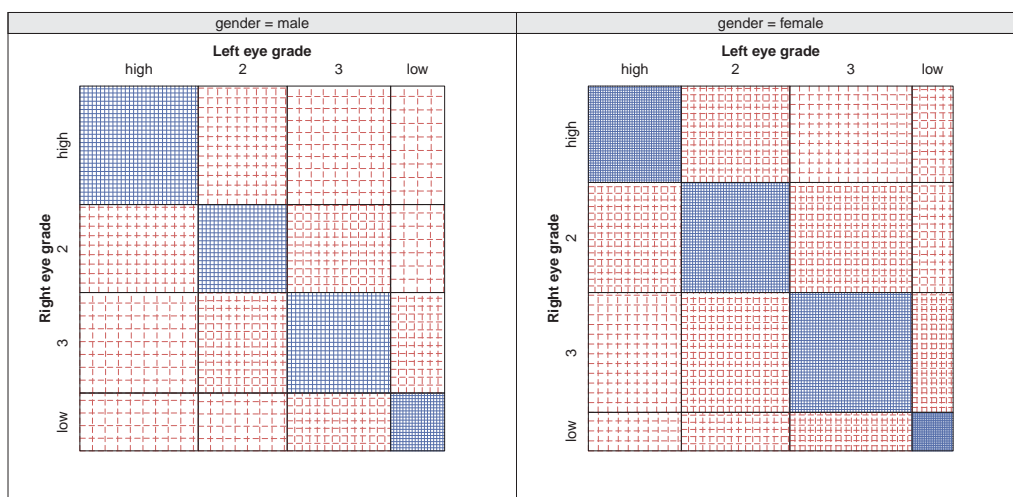 gender = male
Left eye grade
high 2 3 low
Right eye grade
high
2
3
low
gender = female
Left eye grade
high 2 3 low
Right eye grade
high
2
3
low